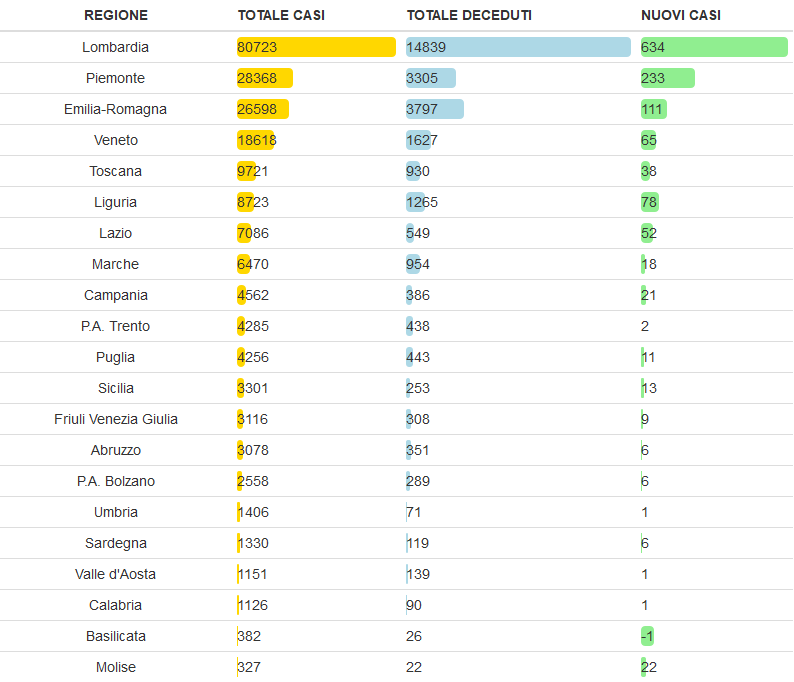 REGIONE TOTALE CASI TOTALE DECEDUTI NUOVI CASI
Lombardia 80723 14839 634
Piemonte 28368 3305 233
Emilia-Romagna 26598 3797 111
Veneto 18618 1627 65
Toscana 9721 930 38
Liguria 8723 1265 78
Lazio 7086 549 52
Marche 6470 954 18
Campania 4562 386 21
P.A. Trento 4285 438 2
Puglia 4256 443 11
Sicilia 3301 253 13
Friuli Venezia Giulia 3116 308 9
Abruzzo 3078 351 6
P.A. Bolzano 2558 289 6
Umbria 1406 71 1
Sardegna 1330 119 6
Valle d'Aosta 1151 139 1
Calabria 1126 90 1
Basilicata 382 26 -1
Molise 327 22 22